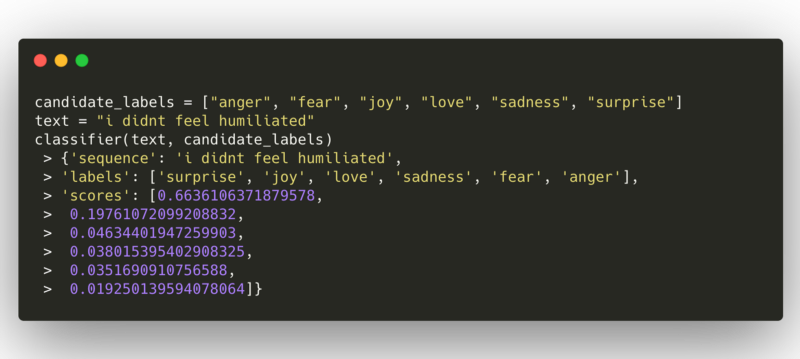 candidate_labels = ["anger", "fear", "joy", "love", "sadness", "surprise"]
text = "i didnt feel humiliated"
classifier(text, candidate_labels)
> {'sequence': 'i didnt feel humiliated',
> 'labels': ['surprise', 'joy', 'love', 'sadness', 'fear', 'anger'],
> 'scores': [0.6636106371879578,
> 0.19761072099208832,
> 0.04634401947259903,
> 0.038015395402908325,
> 0.0351690910756588,
> 0.019250139594078064]}